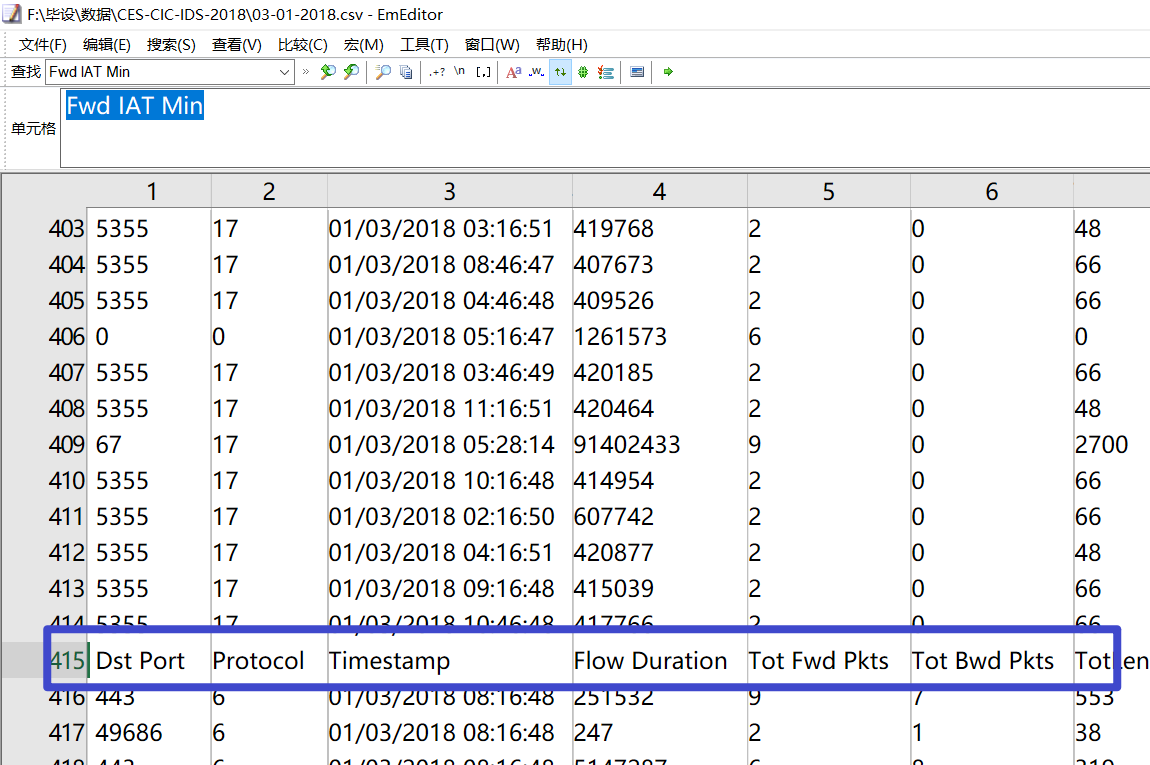 F:\毕设\数据\CES-CIC-IDS-2018\03-01-2018.csv - EmEditor
文件(F) 编辑(E) 搜索(S) 查看(V) 比较(C) 宏(M) 工具(T) 窗口(W) 帮助(H)
查找 Fwd IAT Min
Fwd IAT Min
单元格
1 2 3 4 5 6
403 5355 17 01/03/2018 03:16:51 419768 2 0 48
404 5355 17 01/03/2018 08:46:47 407673 2 0 66
405 5355 17 01/03/2018 04:46:48 409526 2 0 66
406 0 0 01/03/2018 05:16:47 1261573 6 0 0
407 5355 17 01/03/2018 03:46:49 420185 2 0 66
408 5355 17 01/03/2018 11:16:51 420464 2 0 48
409 67 17 01/03/2018 05:28:14 91402433 9 0 2700
410 5355 17 01/03/2018 10:16:48 414954 2 0 66
411 5355 17 01/03/2018 02:16:50 607742 2 0 66
412 5355 17 01/03/2018 04:16:51 420877 2 0 48
413 5355 17 01/03/2018 09:16:48 415039 2 0 66
414 5355 17 01/03/2018 10:46:48 417766 2 0 66
415 Dst Port Protocol Timestamp Flow Duration Tot Fwd Pkts Tot Bwd Pkts TotLen
416 443 6 01/03/2018 08:16:48 251532 9 7 553
417 49686 6 01/03/2018 08:16:48 247 2 1 38
418 443 6 01/03/2018 08:16:48